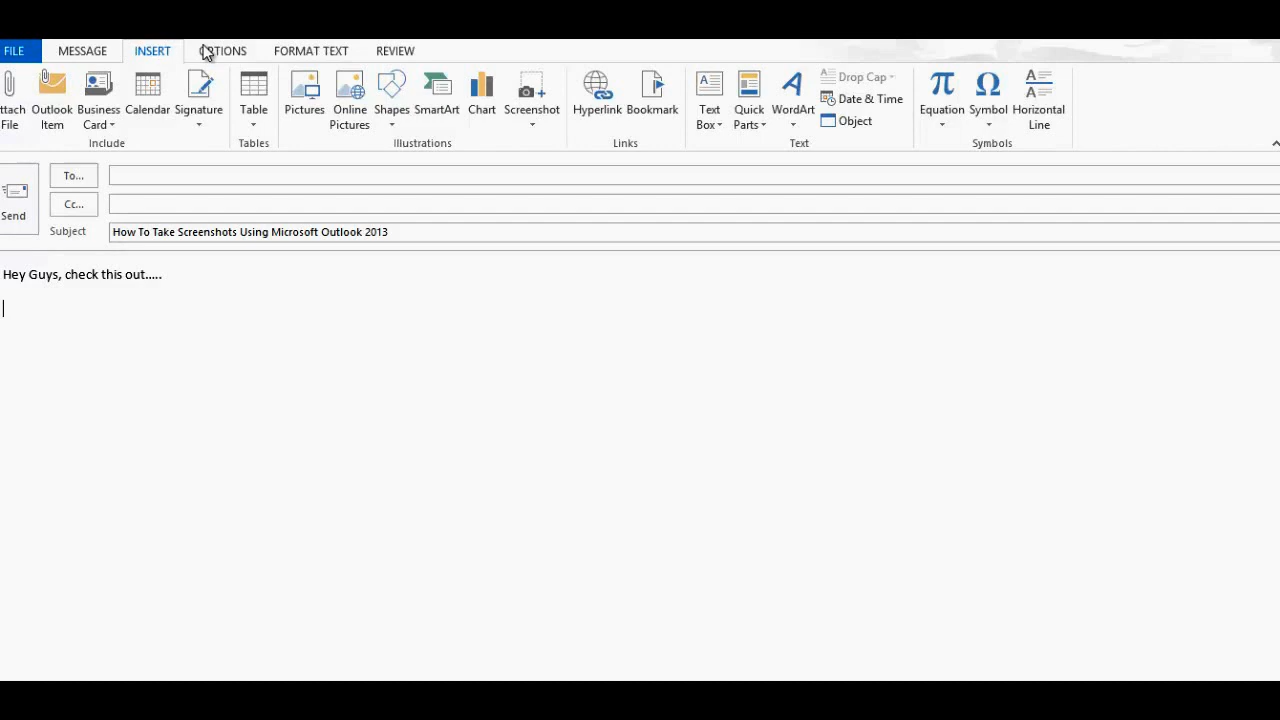 FILE MESSAGE INSERT OPTIONS FORMAT TEXT REVIEW
ttach File
Outlook Item
Business Card
Calendar
Signature
Table
Pictures
Online Pictures
Shapes
SmartArt
Chart
Screenshot
Hyperlink
Bookmark
Text Box
Quick Parts
WordArt
Drop Cap
Date & Time
Object
Equation
Symbol
Horizontal Line
Include
Tables
Illustrations
Links
Text
Symbols
Send
To...
Cc...
Subject How To Take Screenshots Using Microsoft Outlook 2013
Hey Guys, check this out.....